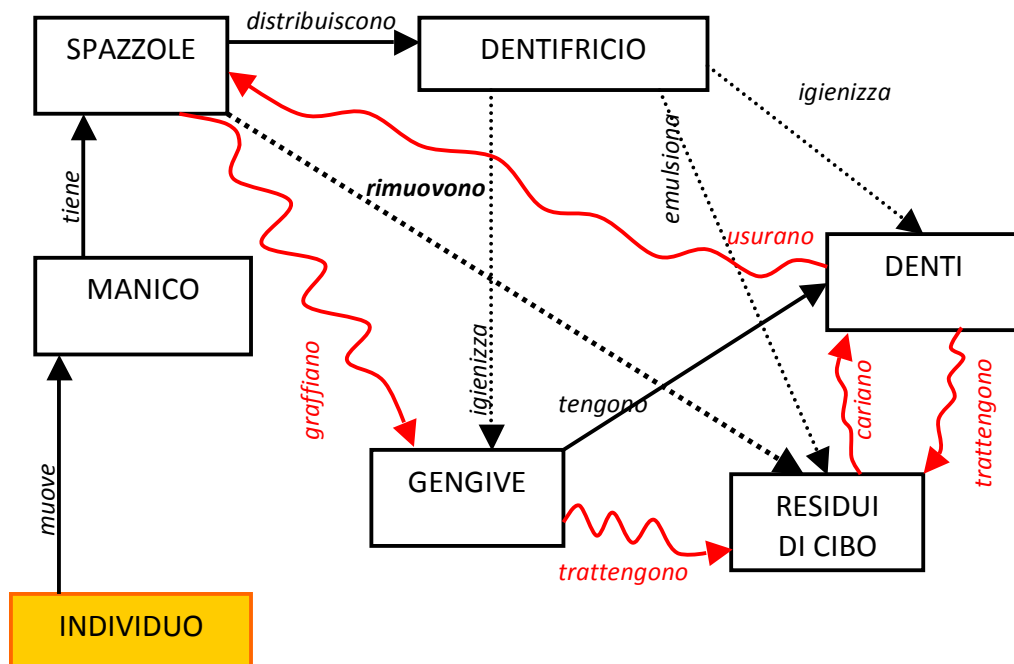 distribuiscono
SPAZZOLE
DENTIFRICIO
igienizza
emulsiona
rimuovono
tiene
usurano
DENTI
MANICO
graffiano
igienizza
tengono
cariano
trattengono
GENGIVE
RESIDUI
DI CIBO
muove
trattengono
INDIVIDUO